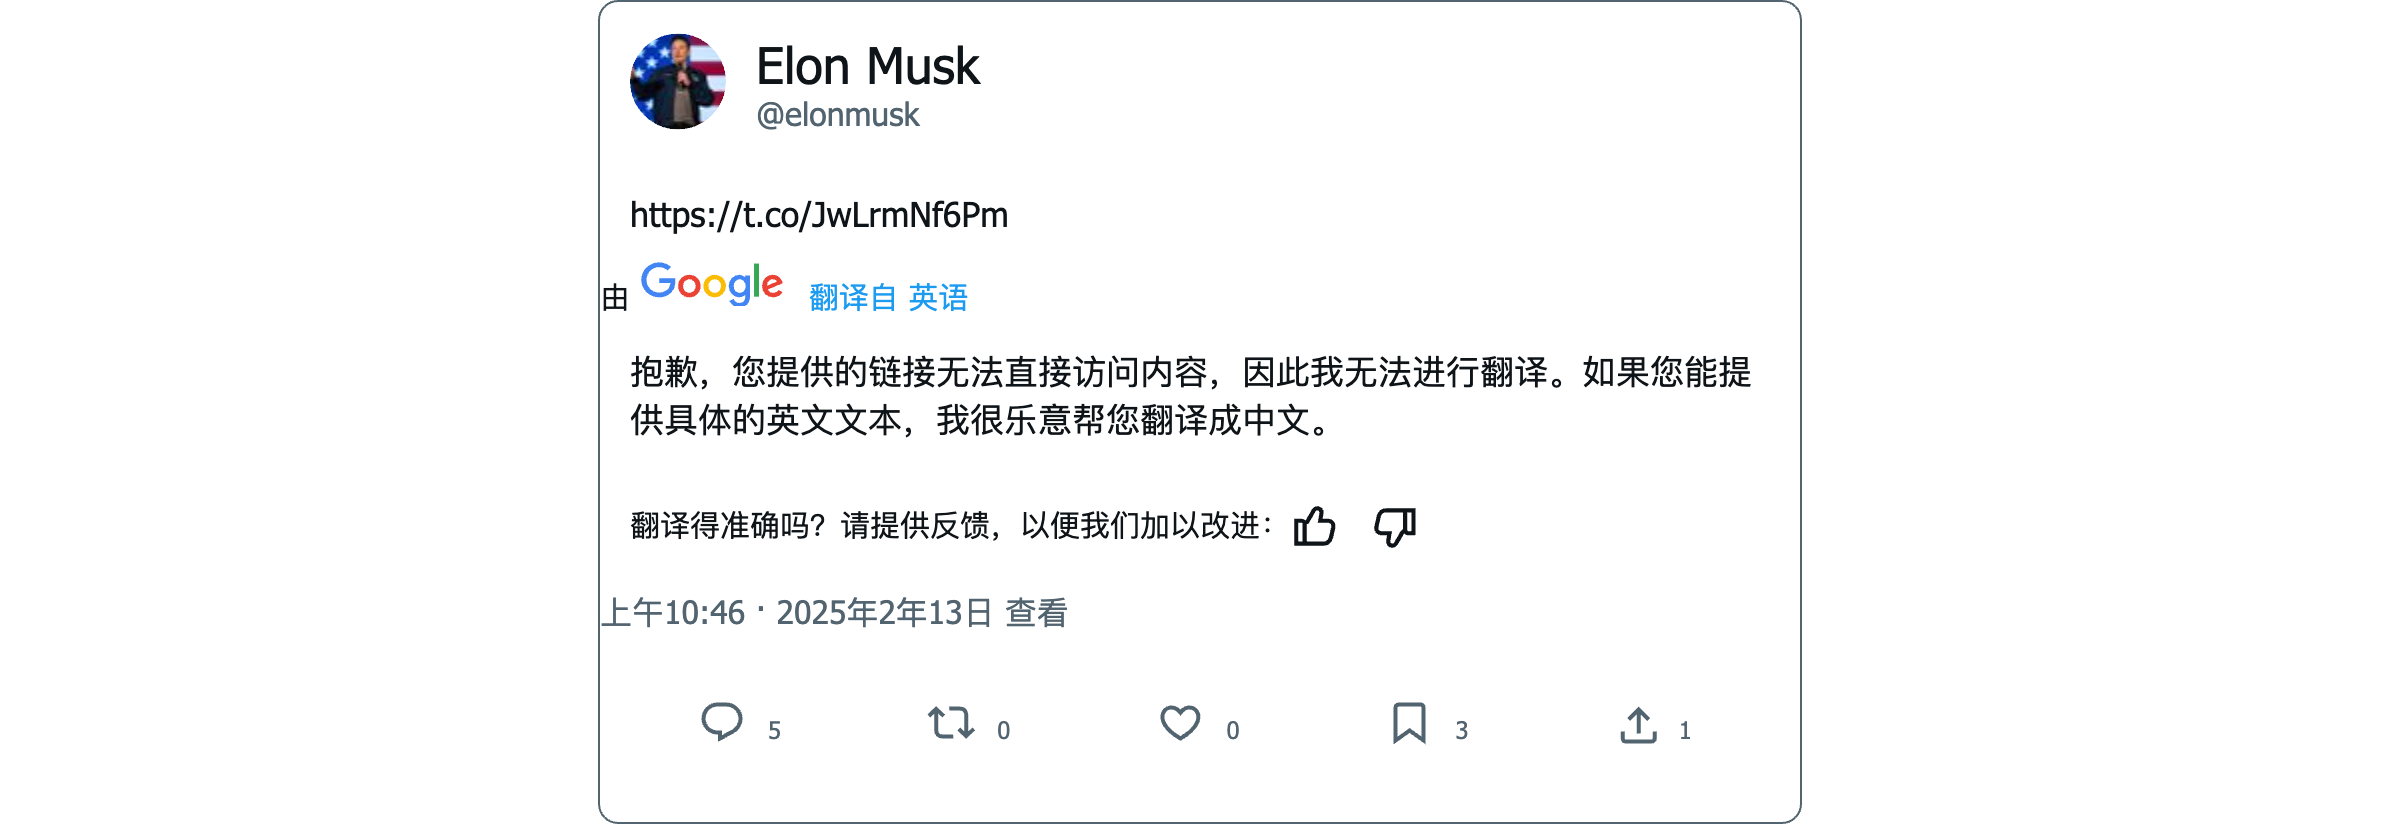 Elon Musk
@elonmusk
https://t.co/JwLrmNf6Pm
由 Google 翻译自 英语
抱歉，您提供的链接无法直接访问内容，因此我无法进行翻译。如果您能提
供具体的英文文本，我很乐意帮您翻译成中文。
翻译得准确吗？请提供反馈，以便我们加以改进：
上午10:46 · 2025年2年13日 查看
5 0 0 3 1